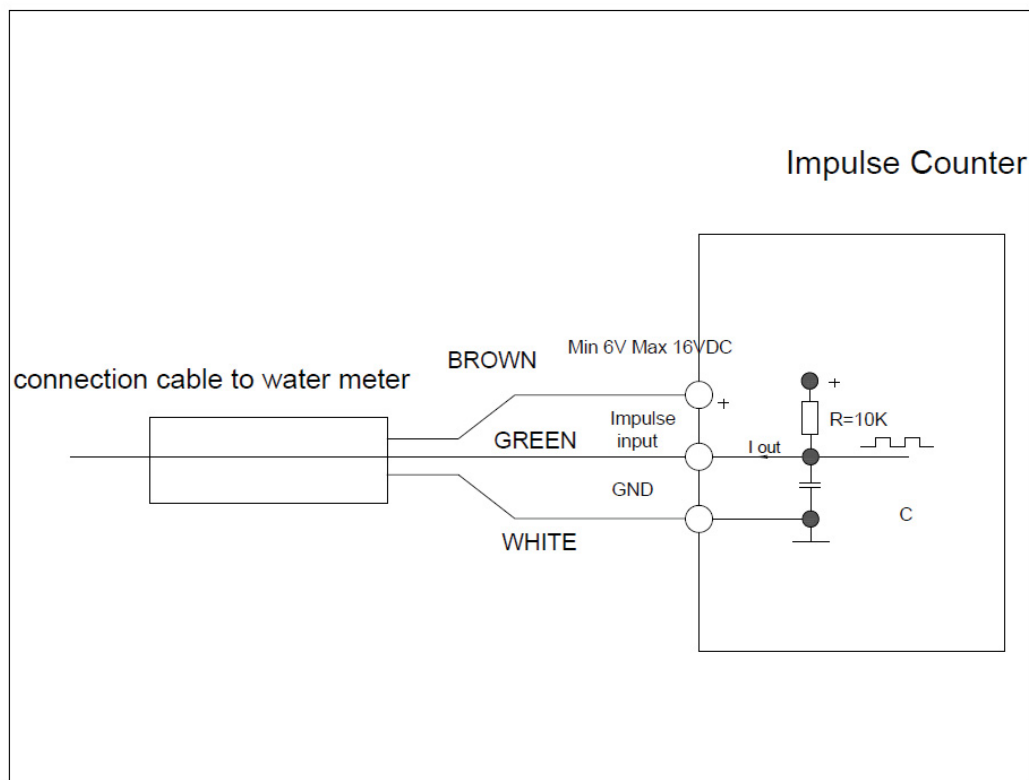 Impulse Counter
Min 6V Max 16VDC
BROWN
connection cable to water meter
+
+
R=10K
Impulse
input
GREEN
I out
GND
C
WHITE